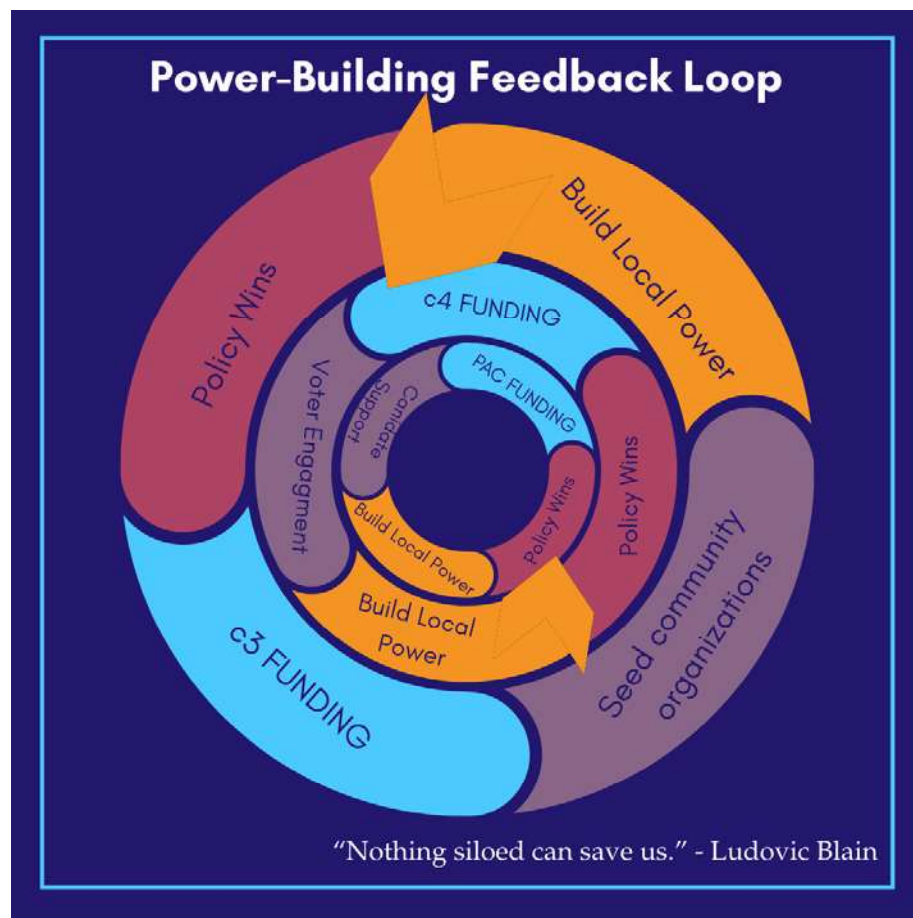 Power-Building Feedback Loop
Build Local Power
Seed community
organizations
c3 FUNDING
Policy Wins
c4 FUNDING
Policy Wins
Build Local
Power
Voter Engagment
PAC FUNDING
Policy Wins
Build Local Power
Canidate
Support
“Nothing siloed can save us.” - Ludovic Blain